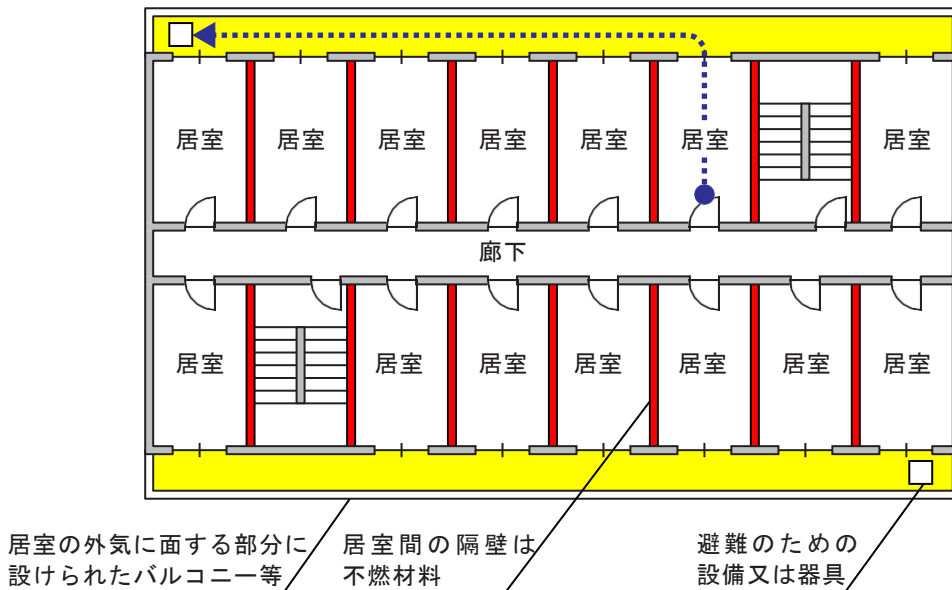 居室 居室 居室 居室 居室 居室 居室
廊下
居室 居室 居室 居室 居室 居室 居室
居室の外気に面する部分に
設けられたバルコニー等
居室間の隔壁は
不燃材料
避難のための
設備又は器具